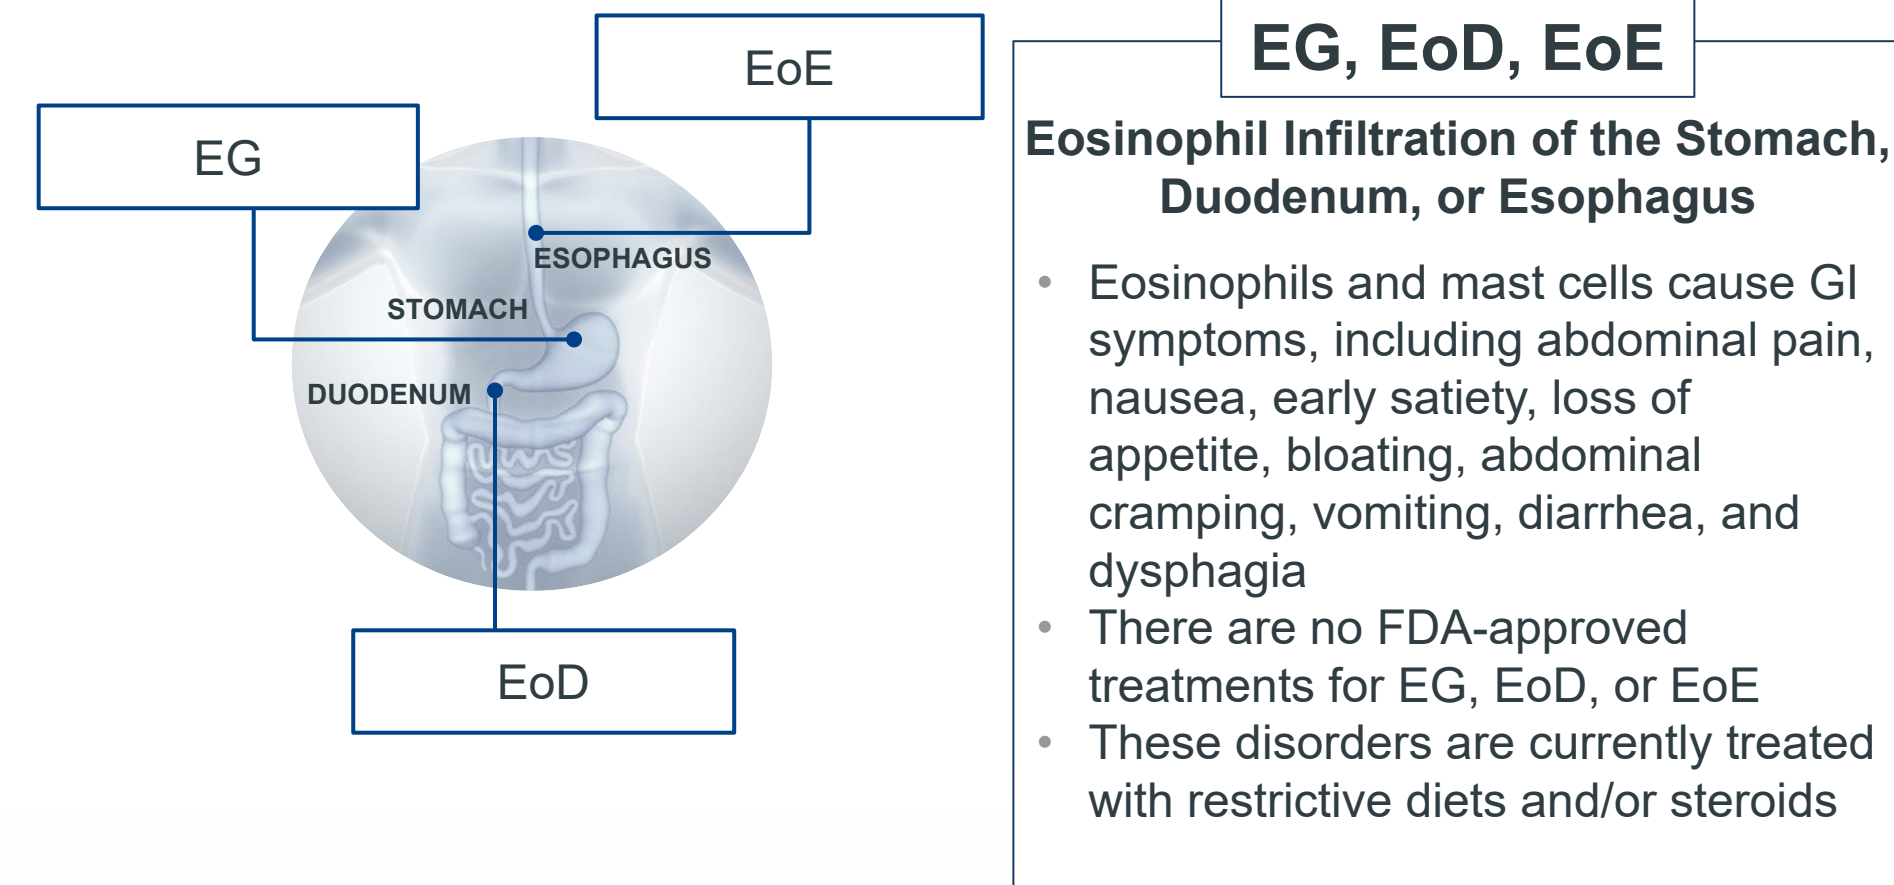 EoE
EG
ESOPHAGUS
STOMACH
DUODENUM
EoD
EG, EoD, EoE
Eosinophil Infiltration of the Stomach,
Duodenum, or Esophagus
• Eosinophils and mast cells cause GI
symptoms, including abdominal pain,
nausea, early satiety, loss of
appetite, bloating, abdominal
cramping, vomiting, diarrhea, and
dysphagia
• There are no FDA-approved
treatments for EG, EoD, or EoE
• These disorders are currently treated
with restrictive diets and/or steroids